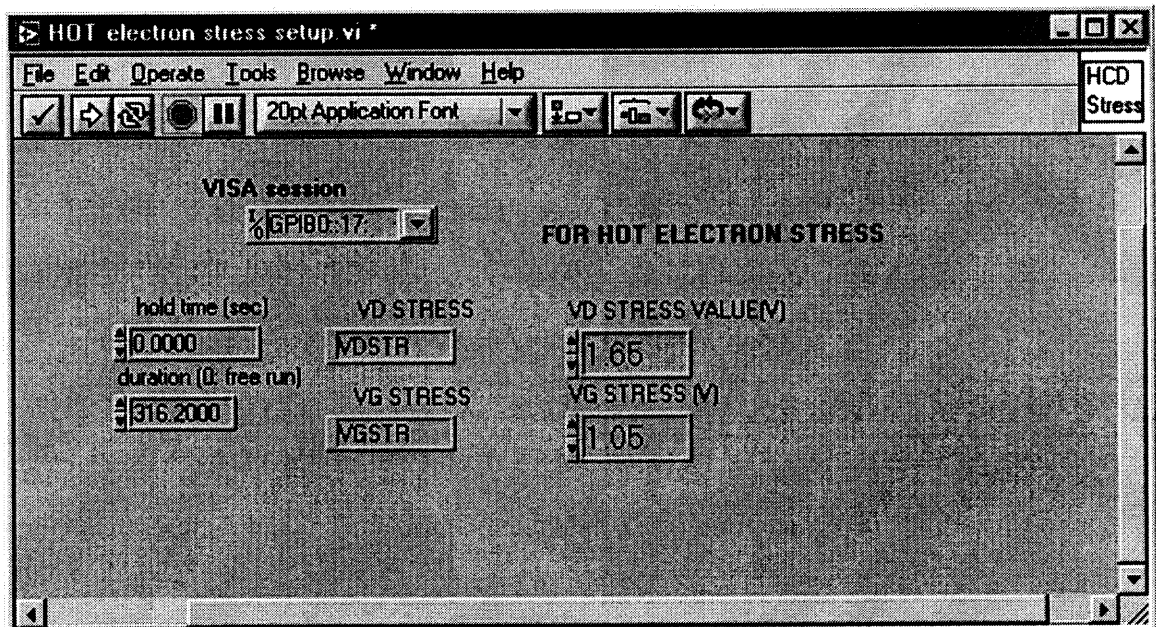 HOT electron stress setup.vi *
File Edit Operate Tools Browse Window Help
HCD
Stress
20pt Application Font
VISA session
GPIB0::17:
FOR HOT ELECTRON STRESS
hold time (sec)
0.0000
VD STRESS
VDSTR
VD STRESS VALUE(V)
1.65
duration (0: free run)
316.2000
VG STRESS
VGSTR
VG STRESS (V)
1.05